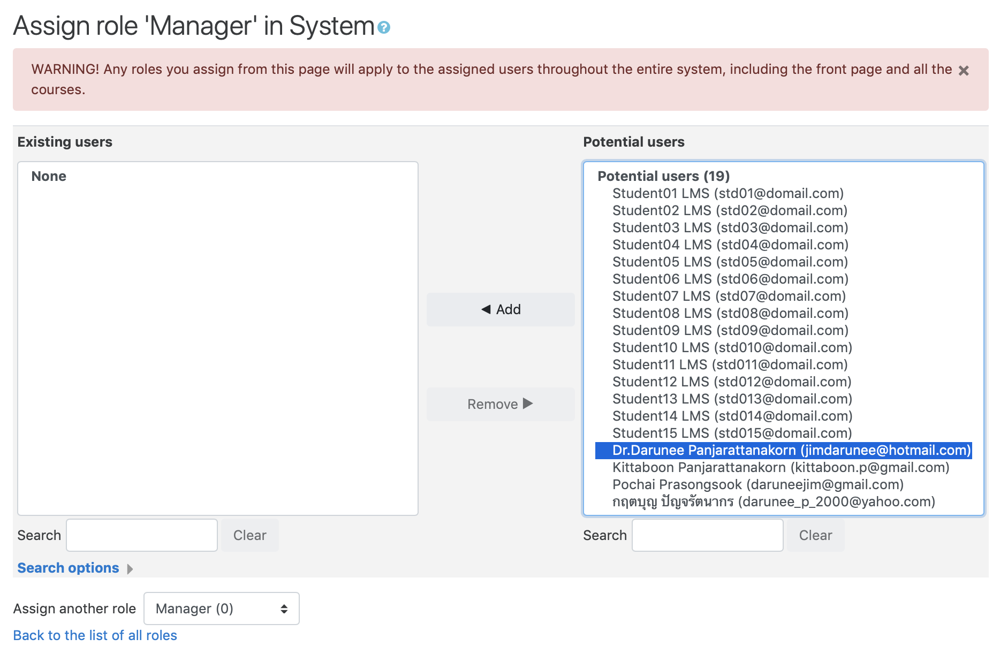 Assign role 'Manager' in System
WARNING! Any roles you assign from this page will apply to the assigned users throughout the entire system, including the front page and all the
courses.
Existing users
None
Add
Remove
Search
Clear
Search options
Potential users
Potential users (19)
Student01 LMS (std01@domail.com)
Student02 LMS (std02@domail.com)
Student03 LMS (std03@domail.com)
Student04 LMS (std04@domail.com)
Student05 LMS (std05@domail.com)
Student06 LMS (std06@domail.com)
Student07 LMS (std07@domail.com)
Student08 LMS (std08@domail.com)
Student09 LMS (std09@domail.com)
Student10 LMS (std010@domail.com)
Student11 LMS (std011@domail.com)
Student12 LMS (std012@domail.com)
Student13 LMS (std013@domail.com)
Student14 LMS (std014@domail.com)
Student15 LMS (std015@domail.com)
Dr.Darunee Panjarattanakorn (jimdarunee@hotmail.com)
Kittaboon Panjarattanakorn (kittaboon.p@gmail.com)
Pochai Prasongsook (daruneejim@gmail.com)
กฤตบุญ ปัญจรัตนากร (darunee_p_2000@yahoo.com)
Search
Clear
Assign another role
Manager (0)
Back to the list of all roles